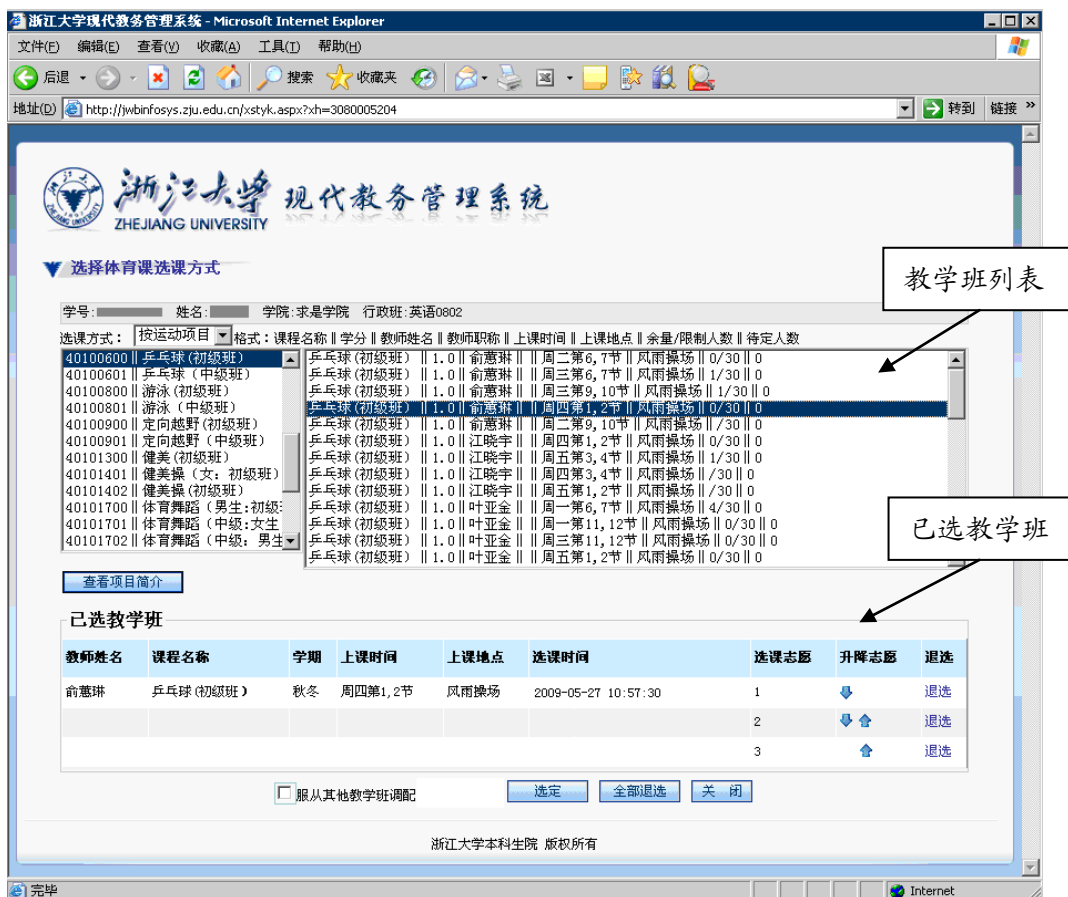 浙江大学现代教务管理系统 - Microsoft Internet Explorer
文件(F) 编辑(E) 查看(V) 收藏(A) 工具(T) 帮助(H)
后退 搜索 收藏夹
地址(D) http://jwbinfosys.zju.edu.cn/xstyk.aspx?xh=3080005204 转到 链接 »
浙江大学 现代教务管理系统
ZHEJIANG UNIVERSITY
选择体育课选课方式
教学班列表
学号: 姓名: 学院:求是学院 行政班:英语0802
选课方式： 按运动项目 格式：课程名称‖学分‖教师姓名‖教师职称‖上课时间‖上课地点‖余量/限制人数‖待定人数
40100600‖乒乓球(初级班)
40100601‖乒乓球（中级班)
40100800‖游泳(初级班)
40100801‖游泳（中级班)
40100900‖定向越野(初级班)
40100901‖定向越野（中级班)
40101300‖健美(初级班)
40101401‖健美操（女: 初级班)
40101402‖健美操(初级班)
40101700‖体育舞蹈（男生:初级
40101701‖体育舞蹈（中级:女生
40101702‖体育舞蹈（中级: 男生
乒乓球(初级班) ‖1.0‖俞蕙琳‖ ‖周二第6,7节‖风雨操场‖0/30‖0
乒乓球(初级班) ‖1.0‖俞蕙琳‖ ‖周三第6,7节‖风雨操场‖1/30‖0
乒乓球(初级班) ‖1.0‖俞蕙琳‖ ‖周三第9,10节‖风雨操场‖1/30‖0
乒乓球(初级班) ‖1.0‖俞蕙琳‖ ‖周四第1,2节‖风雨操场‖0/30‖0
乒乓球(初级班) ‖1.0‖俞蕙琳‖ ‖周二第9,10节‖风雨操场‖0/30‖0
乒乓球(初级班) ‖1.0‖江晓宇‖ ‖周四第1,2节‖风雨操场‖0/30‖0
乒乓球(初级班) ‖1.0‖江晓宇‖ ‖周五第3,4节‖风雨操场‖1/30‖0
乒乓球(初级班) ‖1.0‖江晓宇‖ ‖周四第3,4节‖风雨操场‖/30‖0
乒乓球(初级班) ‖1.0‖江晓宇‖ ‖周五第1,2节‖风雨操场‖/30‖0
乒乓球(初级班) ‖1.0‖叶亚金‖ ‖周一第6,7节‖风雨操场‖4/30‖0
乒乓球(初级班) ‖1.0‖叶亚金‖ ‖周一第11,12节‖风雨操场‖0/30‖0
乒乓球(初级班) ‖1.0‖叶亚金‖ ‖周三第11,12节‖风雨操场‖0/30‖0
乒乓球(初级班) ‖1.0‖叶亚金‖ ‖周五第1,2节‖风雨操场‖0/30‖0
已选教学班
查看项目简介
已选教学班
教师姓名 课程名称 学期 上课时间 上课地点 选课时间 选课志愿 升降志愿 退选
俞蕙琳 乒乓球(初级班) 秋冬 周四第1,2节 风雨操场 2009-05-27 10:57:30 1 退选
2 退选
3 退选
服从其他教学班调配 选定 全部退选 关 闭
浙江大学本科生院 版权所有
完毕 Internet